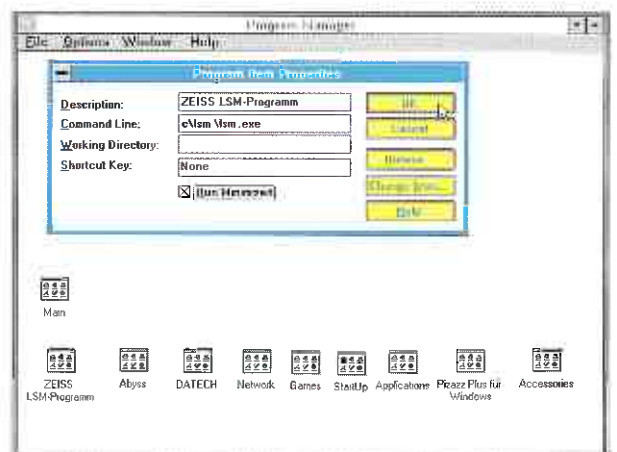 Program Manager
File Options Window Help
Program Item Properties
Description: ZEISS LSM-Programm
Command Line: c\lsm \lsm.exe
Working Directory:
Shortcut Key: None
Run Minimized
OK
Cancel
Browse...
Change Icon...
Help
Main
ZEISS
LSM-Programm
Abyss
DATECH
Network
Games
StartUp
Applications
Pizazz Plus für
Windows
Accessories